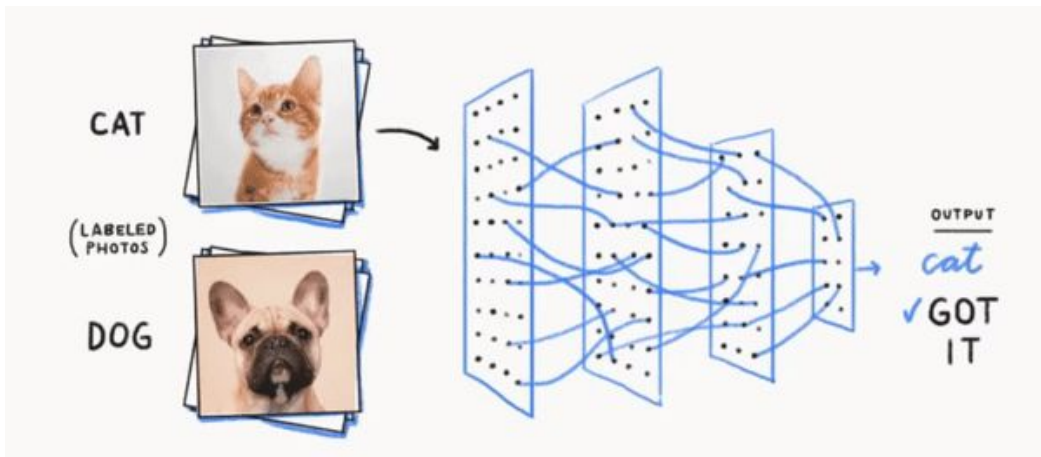 CAT
(LABELED
PHOTOS)
DOG
OUTPUT
cat
✓GOT
IT